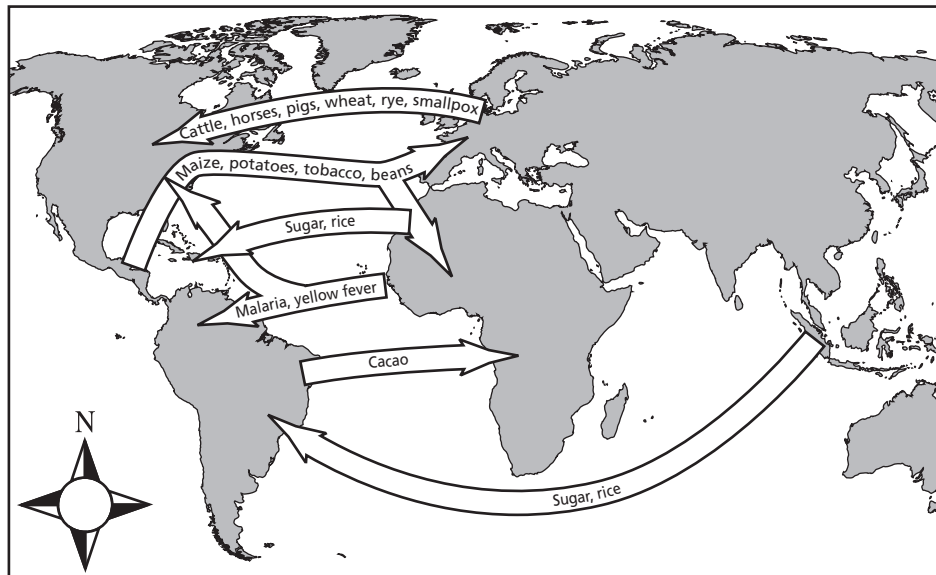 Cattle, horses, pigs, wheat, rye, smallpox
Maize, potatoes, tobacco, beans
Sugar, rice
Malaria, yellow fever
Cacao
N
Sugar, rice